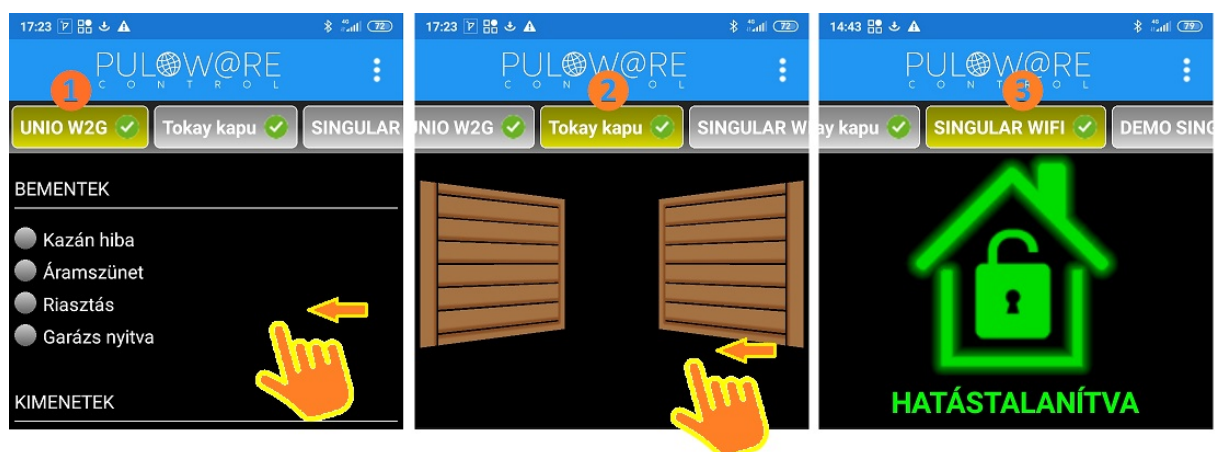 17:23
72
PULOW@RE
CONTROL
1
UNIO W2G
Tokay kapu
SINGULAR
BEMENTEK
Kazán hiba
Áramszünet
Riasztás
Garázs nyitva
KIMENETEK
17:23
72
PULOW@RE
CONTROL
2
UNIO W2G
Tokay kapu
SINGULAR W
14:43
79
PULOW@RE
CONTROL
3
ay kapu
SINGULAR WIFI
DEMO SING
HATÁSTALANÍTVA